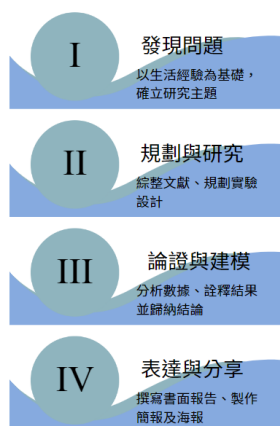 I
發現問題
以生活經驗為基礎，
確立研究主題
II
規劃與研究
綜整文獻、規劃實驗
設計
III
論證與建模
分析數據、詮釋結果
並歸納結論
IV
表達與分享
撰寫書面報告、製作
簡報及海報